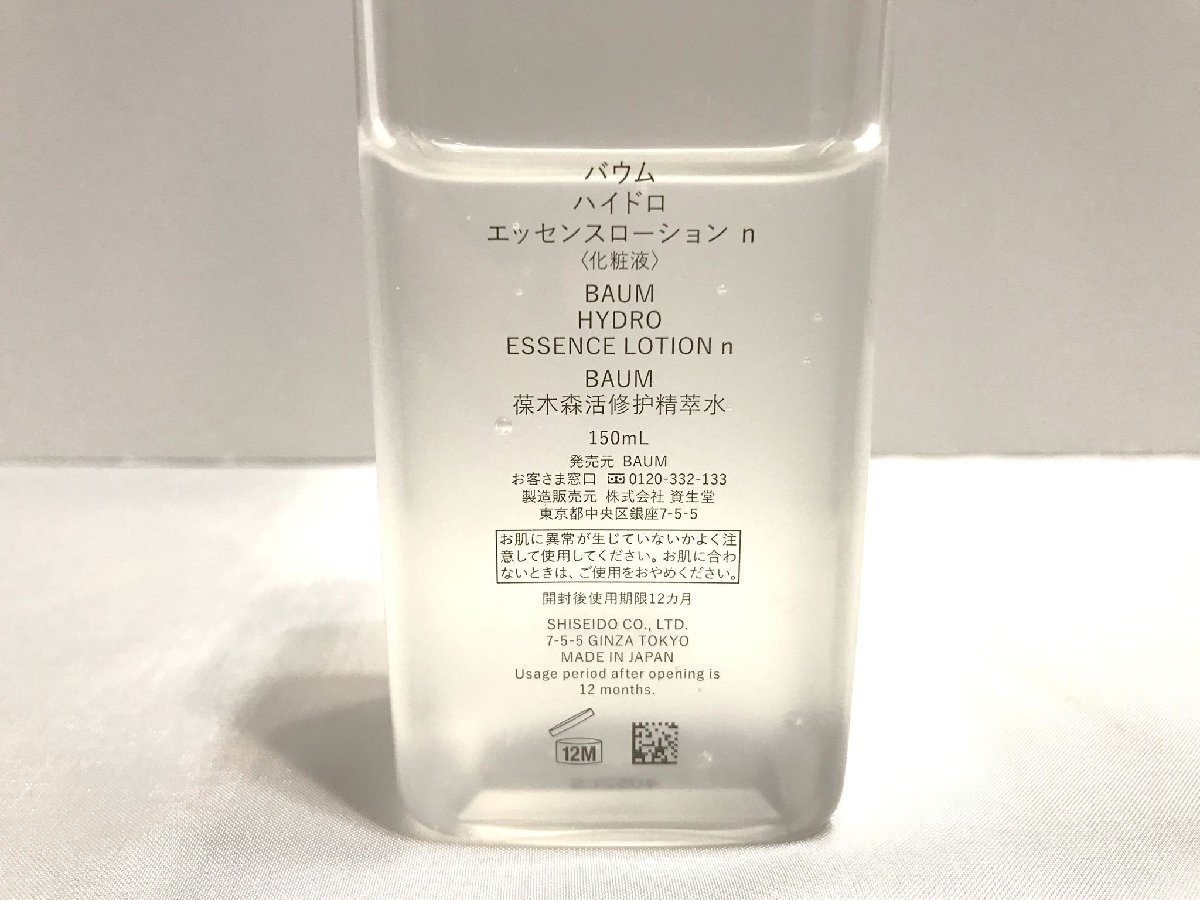 バウム
ハイドロ
エッセンスローション n
〈化粧液〉
BAUM
HYDRO
ESSENCE LOTION n
BAUM
葆木森活修护精萃水
150mL
発売元 BAUM
お客さま窓口 0120-332-133
製造販売元 株式会社 資生堂
東京都中央区銀座7-5-5
お肌に異常が生じていないかよく注
意して使用してください。お肌に合わ
ないときは、ご使用をおやめください。
開封後使用期限12カ月
SHISEIDO CO., LTD.
7-5-5 GINZA TOKYO
MADE IN JAPAN
Usage period after opening is
12 months.
12M